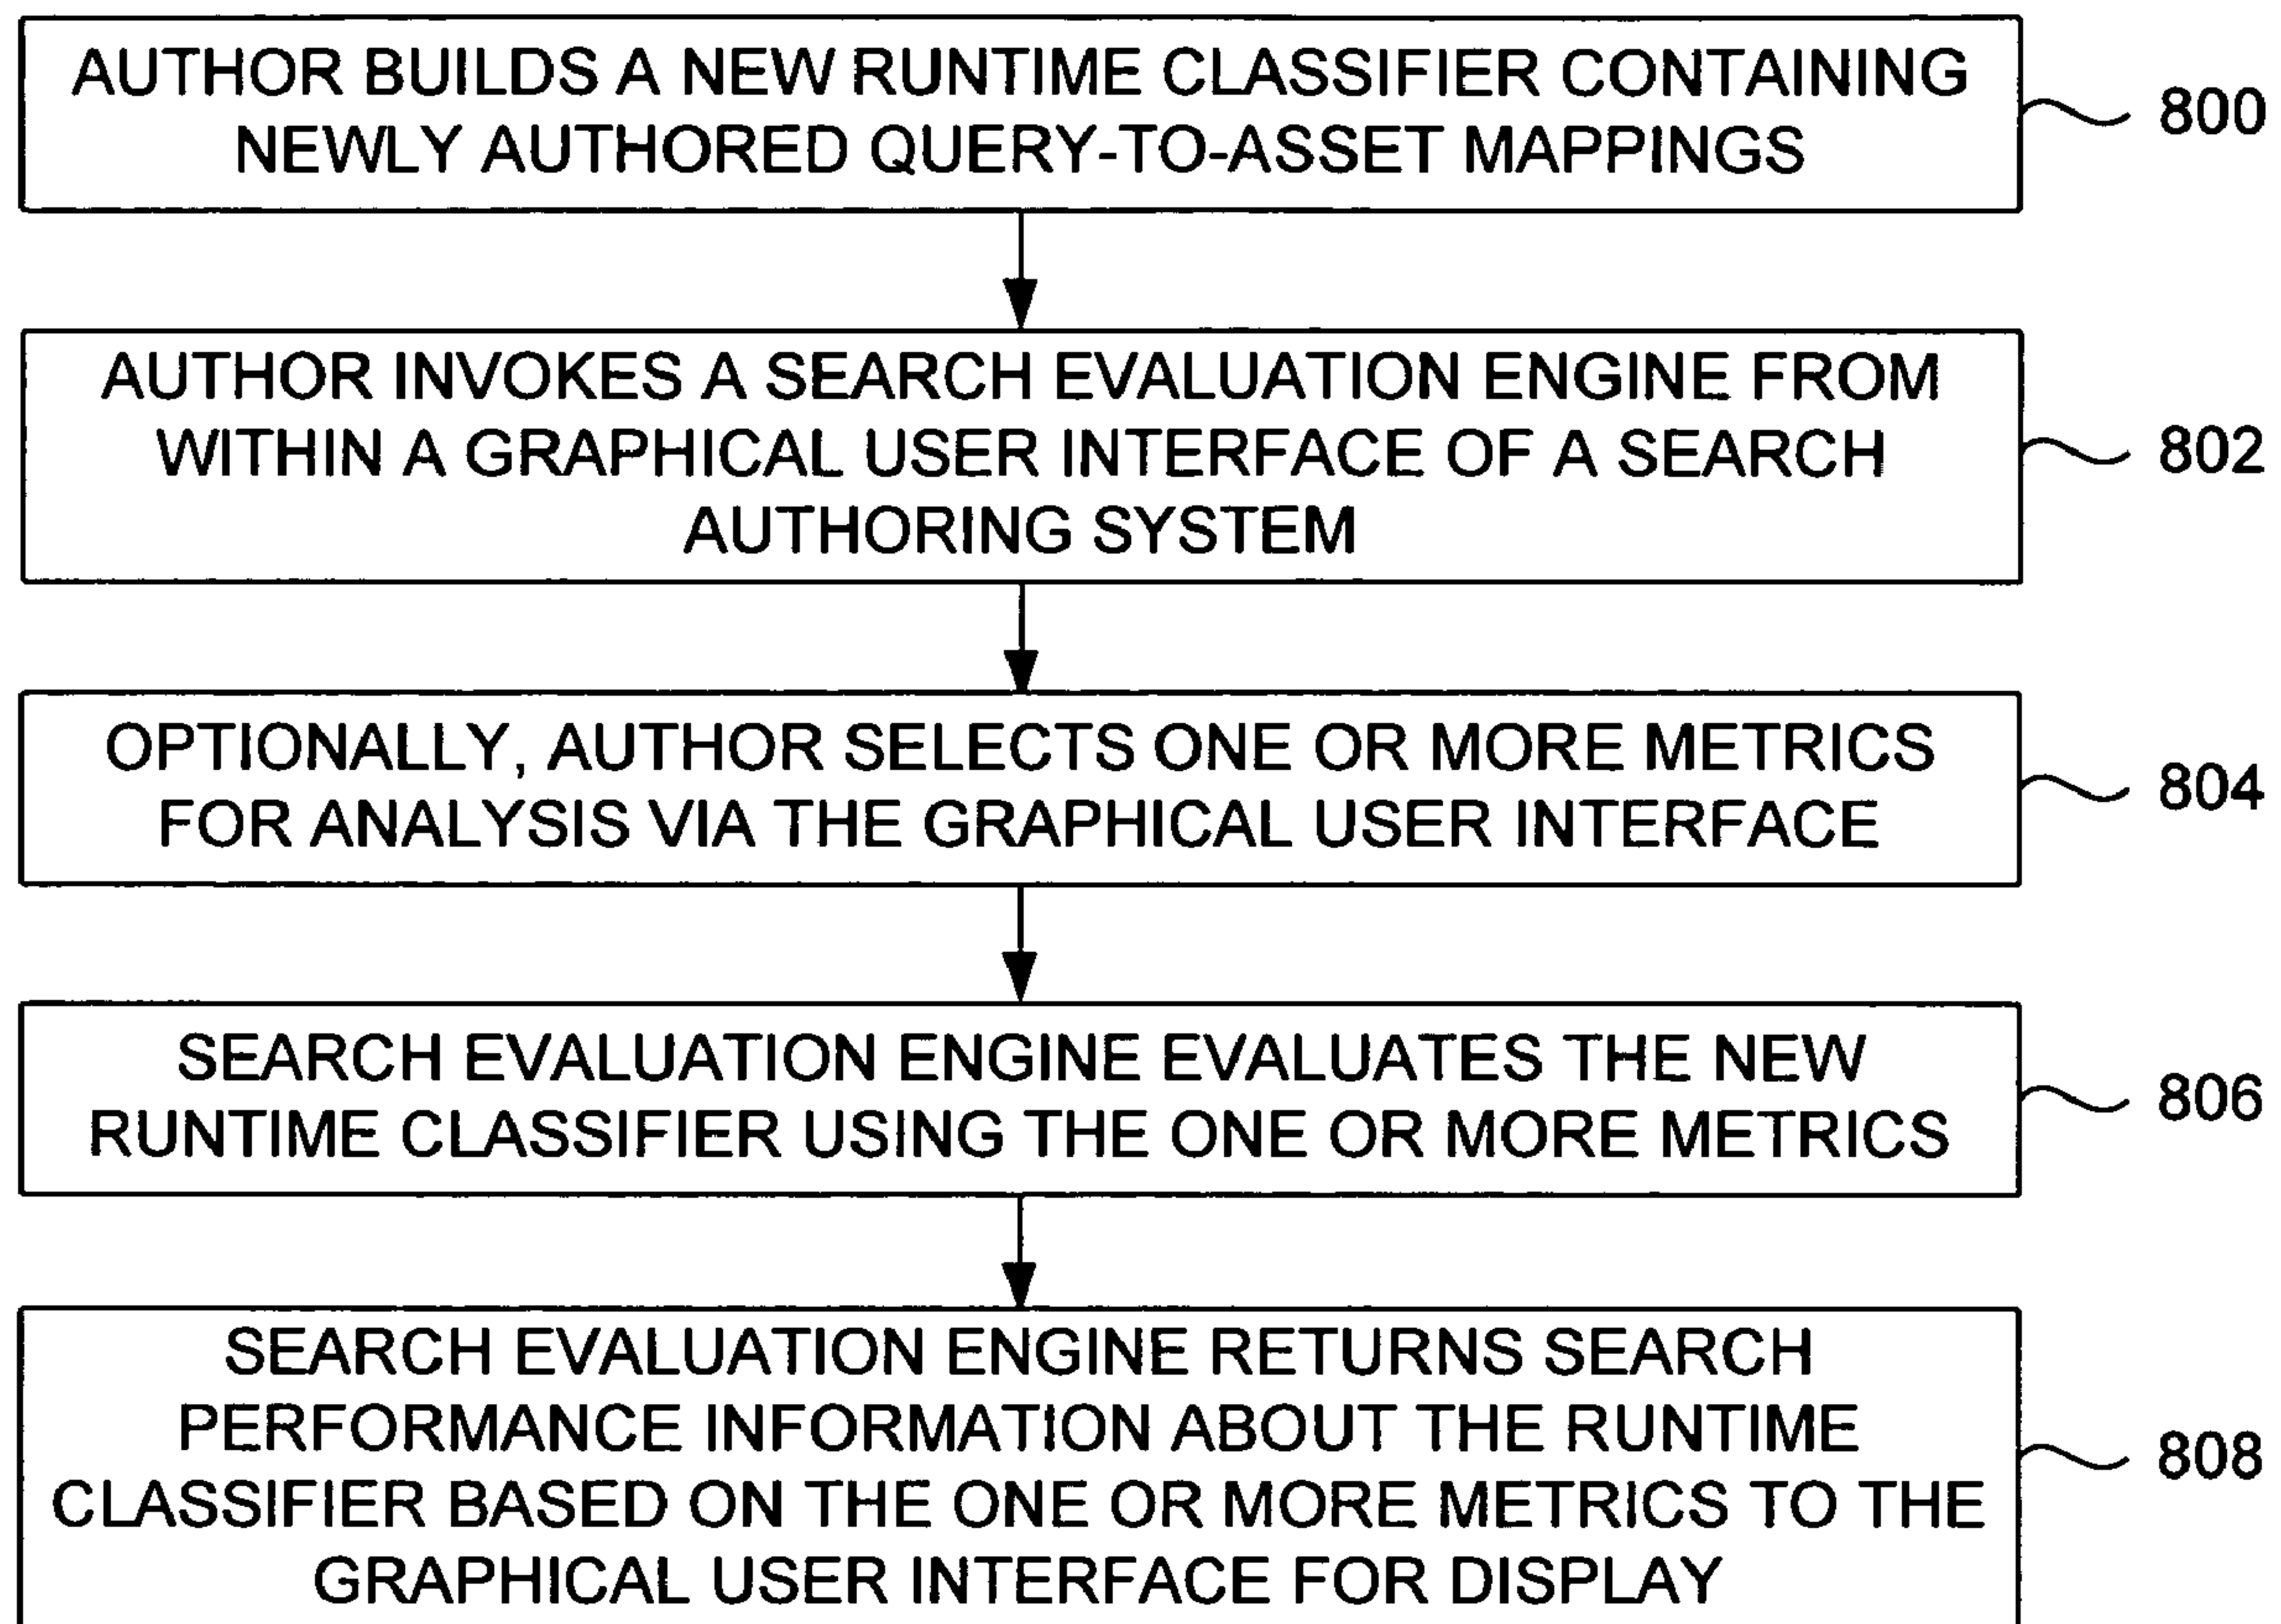 AUTHOR BUILDS A NEW RUNTIME CLASSIFIER CONTAINING
NEWLY AUTHORED QUERY-TO-ASSET MAPPINGS
800
AUTHOR INVOKES A SEARCH EVALUATION ENGINE FROM
WITHIN A GRAPHICAL USER INTERFACE OF A SEARCH
AUTHORING SYSTEM
802
OPTIONALLY, AUTHOR SELECTS ONE OR MORE METRICS
FOR ANALYSIS VIA THE GRAPHICAL USER INTERFACE
804
SEARCH EVALUATION ENGINE EVALUATES THE NEW
RUNTIME CLASSIFIER USING THE ONE OR MORE METRICS
806
SEARCH EVALUATION ENGINE RETURNS SEARCH
PERFORMANCE INFORMATION ABOUT THE RUNTIME
CLASSIFIER BASED ON THE ONE OR MORE METRICS TO THE
GRAPHICAL USER INTERFACE FOR DISPLAY
808